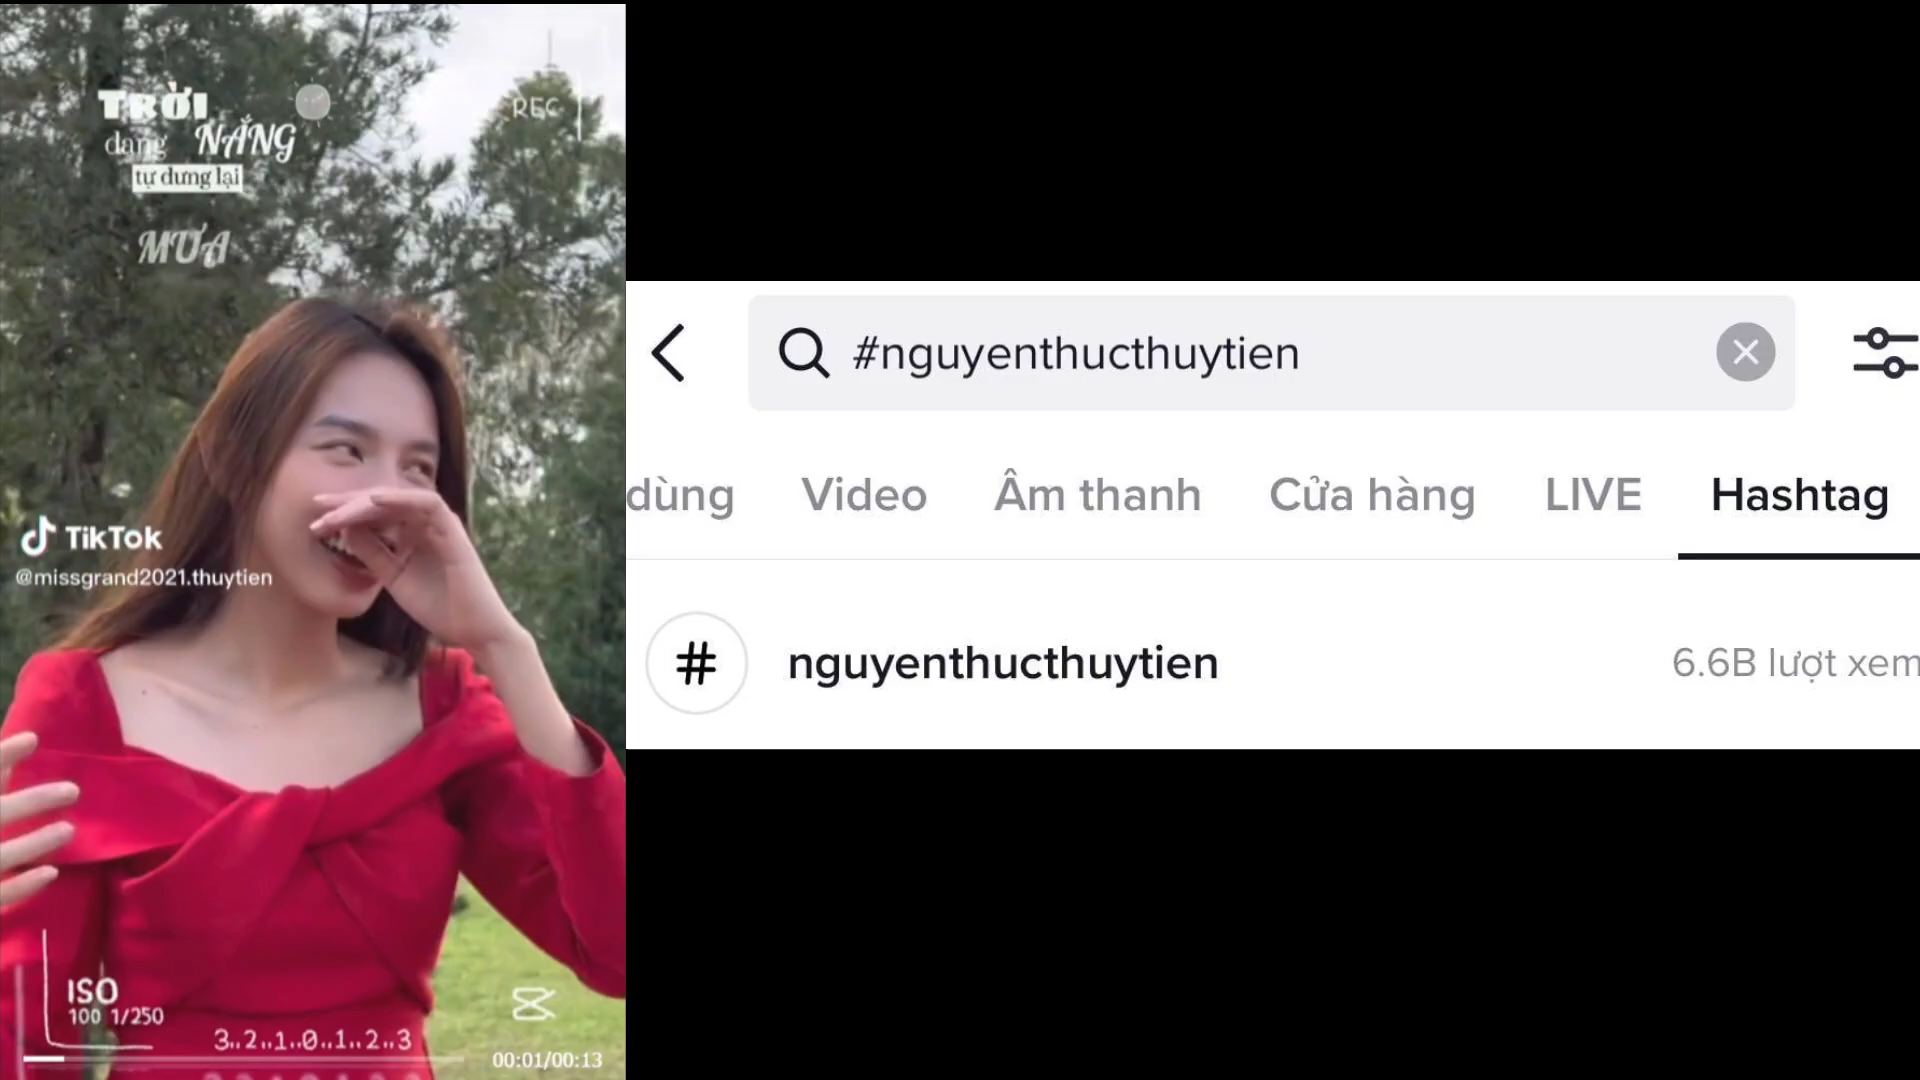 TRỜI
đang NẮNG
tự dưng lại
MƯA
REC
TikTok
@missgrand2021.thuytien
ISO
100 1/250
3..2..1..0..1..2..3
00:01/00:13
#nguyenthucthuytien
dùng Video Âm thanh Cửa hàng LIVE Hashtag
# nguyenthucthuytien 6.6B lượt xem